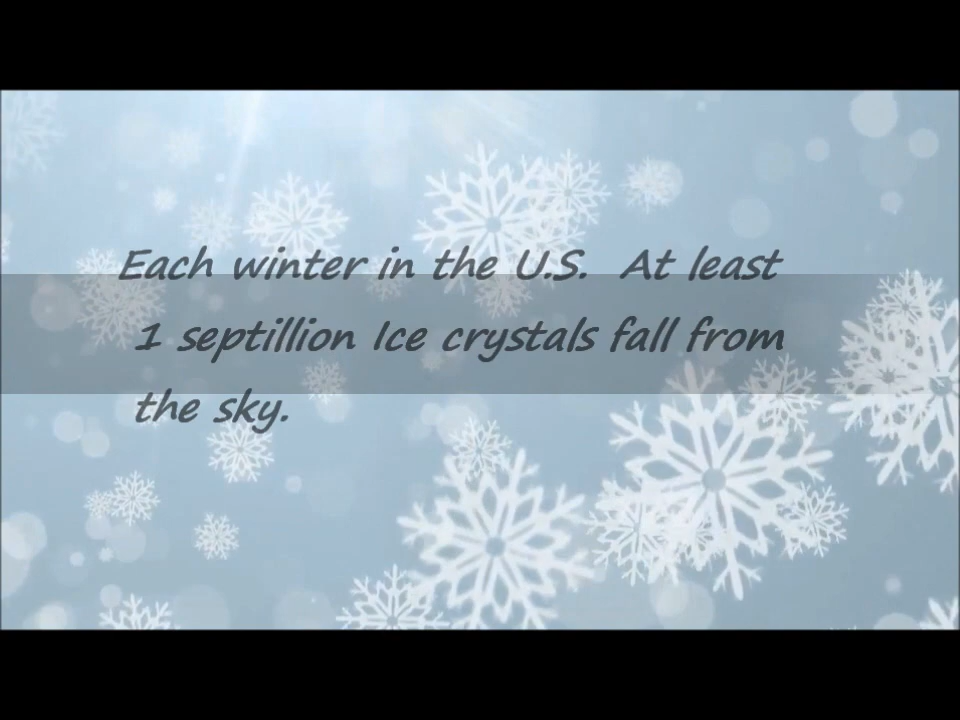 Each winter in the U.S.  At least
1 septillion Ice crystals fall from
the sky.